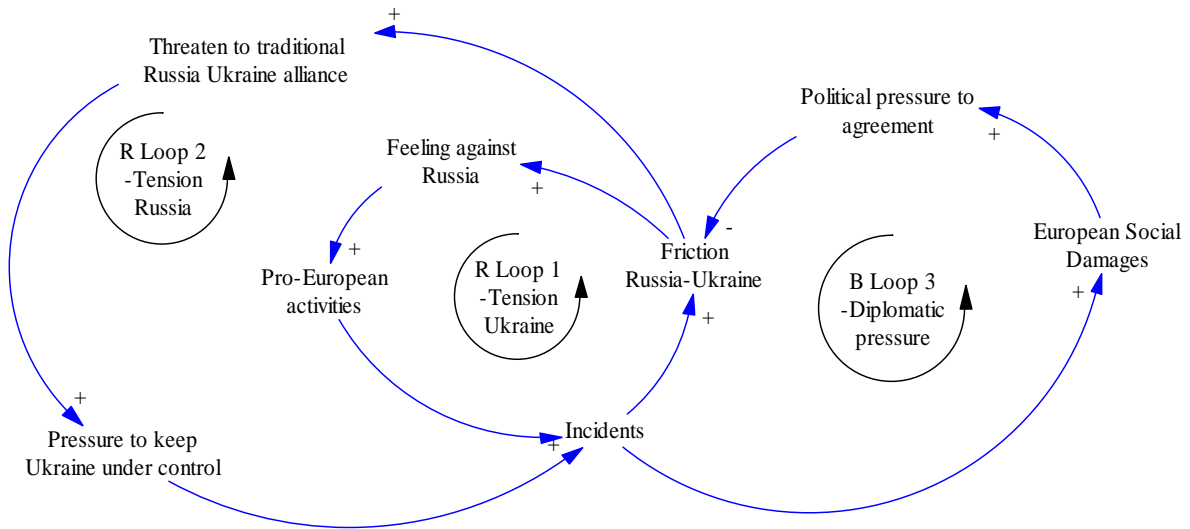 +
Threaten to traditional
Russia Ukraine alliance
Political pressure to
agreement
+
Feeling against
Russia
+
R Loop 2
-Tension
Russia
-
European Social
Damages
+
+
Pro-European
activities
Friction
Russia-Ukraine
R Loop 1
-Tension
Ukraine
B Loop 3
-Diplomatic
pressure
+
+
Incidents
+
Pressure to keep
Ukraine under control